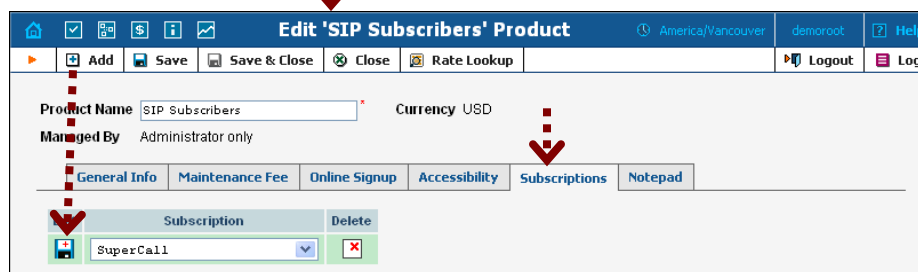 Edit 'SIP Subscribers' Product America/Vancouver demoroot Help
Add Save Save & Close Close Rate Lookup Logout Log
Product Name SIP Subscribers * Currency USD
Managed By Administrator only
General Info Maintenance Fee Online Signup Accessibility Subscriptions Notepad
Subscription Delete
SuperCall